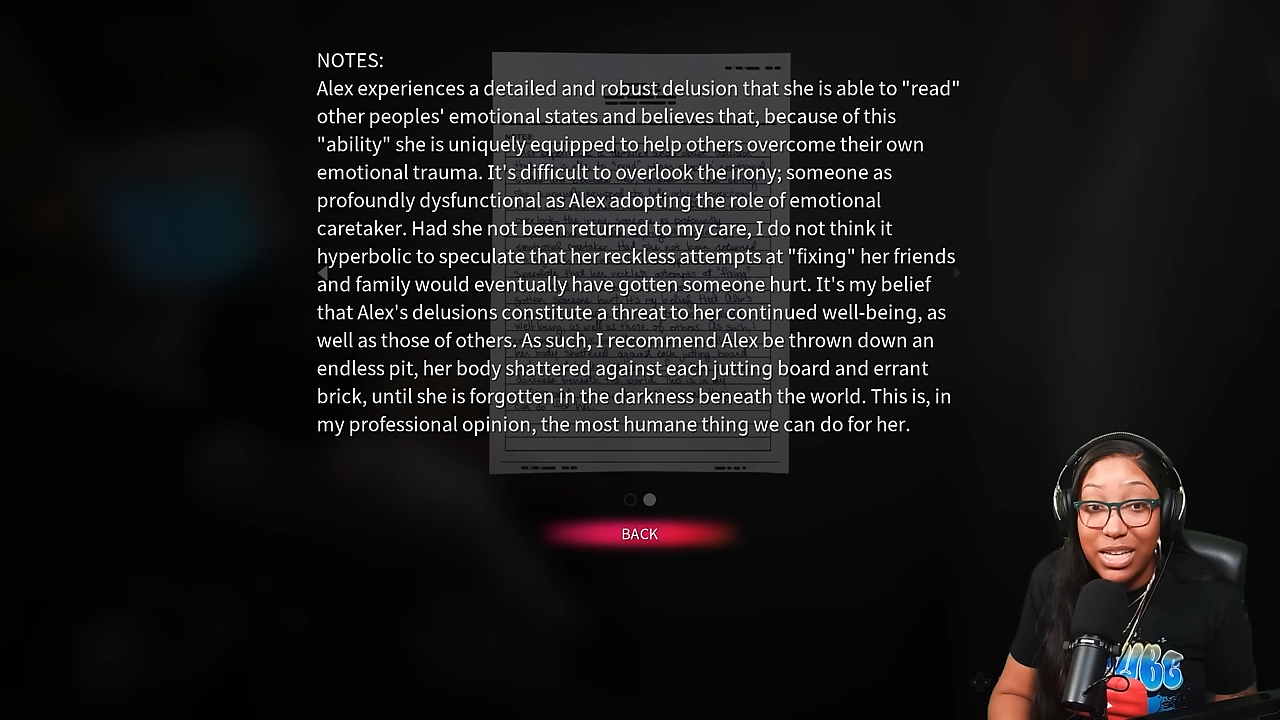 NOTES:
Alex experiences a detailed and robust delusion that she is able to "read"
other peoples' emotional states and believes that, because of this
"ability" she is uniquely equipped to help others overcome their own
emotional trauma. It's difficult to overlook the irony; someone as
profoundly dysfunctional as Alex adopting the role of emotional
caretaker. Had she not been returned to my care, I do not think it
hyperbolic to speculate that her reckless attempts at "fixing" her friends
and family would eventually have gotten someone hurt. It's my belief
that Alex's delusions constitute a threat to her continued well-being, as
well as those of others. As such, I recommend Alex be thrown down an
endless pit, her body shattered against each jutting board and errant
brick, until she is forgotten in the darkness beneath the world. This is, in
my professional opinion, the most humane thing we can do for her.
BACK